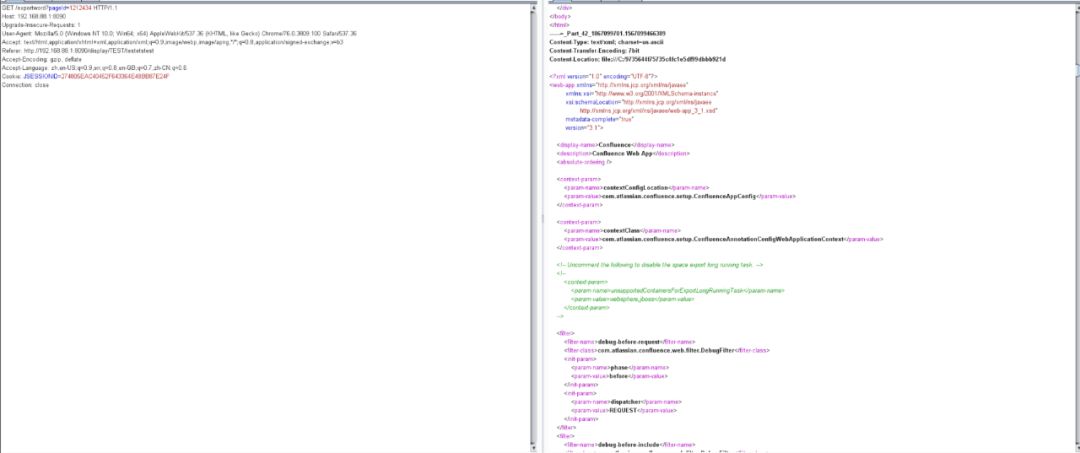 GET /exportword?pageId=1212434 HTTP/1.1
Host: 192.168.88.1:8090
Upgrade-Insecure-Requests: 1
User-Agent: Mozilla/5.0 (Windows NT 10.0; Win64; x64) AppleWebKit/537.36 (KHTML, like Gecko) Chrome/76.0.3809.100 Safari/537.36
Accept: text/html,application/xhtml+xml,application/xml;q=0.9,image/webp,image/apng,*/*;q=0.8,application/signed-exchange;v=b3
Referer: http://192.168.88.1:8090/display/TEST/testetstest
Accept-Encoding: gzip, deflate
Accept-Language: zh,en-US;q=0.9,en;q=0.8,en-GB;q=0.7,zh-CN;q=0.6
Connection: close
</div>
</body>
</html>
Content-Type: text/xml; charset=us-ascii
Content-Transfer-Encoding: 7bit
<?xml version="1.0" encoding="UTF-8"?>
<web-app xmlns="http://xmlns.jcp.org/xml/ns/javaee"
xmlns:xsi="http://www.w3.org/2001/XMLSchema-instance"
xsi:schemaLocation="http://xmlns.jcp.org/xml/ns/javaee
http://xmlns.jcp.org/xml/ns/javaee/web-app_3_1.xsd"
metadata-complete="true"
version="3.1">
<display-name>Confluence</display-name>
<description>Confluence Web App</description>
<absolute-ordering />
<context-param>
<param-name>contextConfigLocation</param-name>
<param-value>com.atlassian.confluence.setup.ConfluenceAppConfig</param-value>
</context-param>
<context-param>
<param-name>contextClass</param-name>
<param-value>com.atlassian.confluence.setup.ConfluenceAnnotationConfigWebApplicationContext</param-value>
</context-param>
<!-- Uncomment the following to disable the space export long running task. -->
<!--
<context-param>
<param-name>unsupportedContainersForExportLongRunningTask</param-name>
<param-value>websphere,jboss</param-value>
</context-param>
-->
<filter>
<filter-name>debug-before-request</filter-name>
<filter-class>com.atlassian.confluence.web.filter.DebugFilter</filter-class>
<init-param>
<param-name>phase</param-name>
<param-value>before</param-value>
</init-param>
<init-param>
<param-name>dispatcher</param-name>
<param-value>REQUEST</param-value>
</init-param>
</filter>
<filter>
<filter-name>debug-before-include</filter-name>